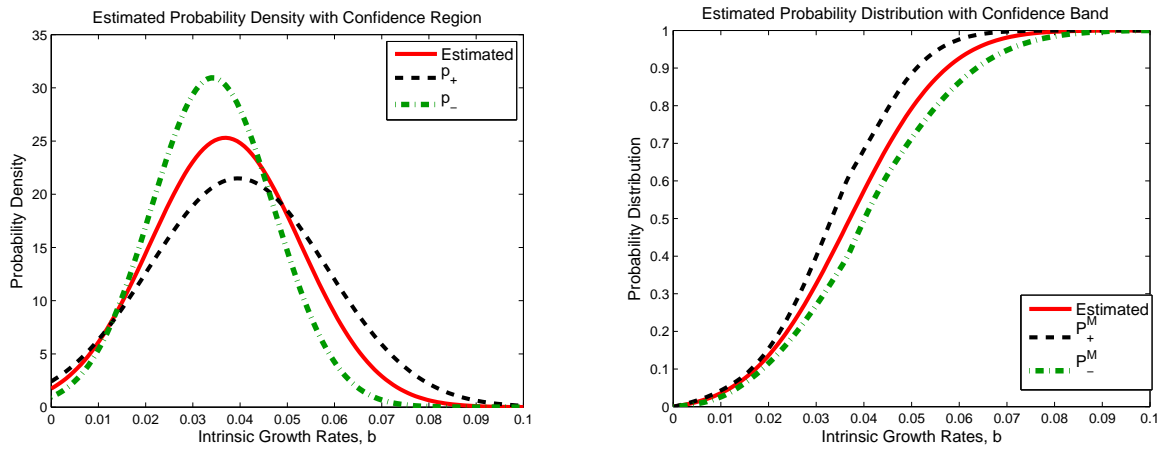 Estimated Probability Density with Confidence Region
35
30
25
20
15
10
5
0
0 0.01 0.02 0.03 0.04 0.05 0.06 0.07 0.08 0.09 0.1
Intrinsic Growth Rates, b
Probability Density
Estimated
p+
p−
Estimated Probability Distribution with Confidence Band
1
0.9
0.8
0.7
0.6
0.5
0.4
0.3
0.2
0.1
0
0 0.01 0.02 0.03 0.04 0.05 0.06 0.07 0.08 0.09 0.1
Intrinsic Growth Rates, b
Probability Distribution
Estimated
P+^M
P−^M